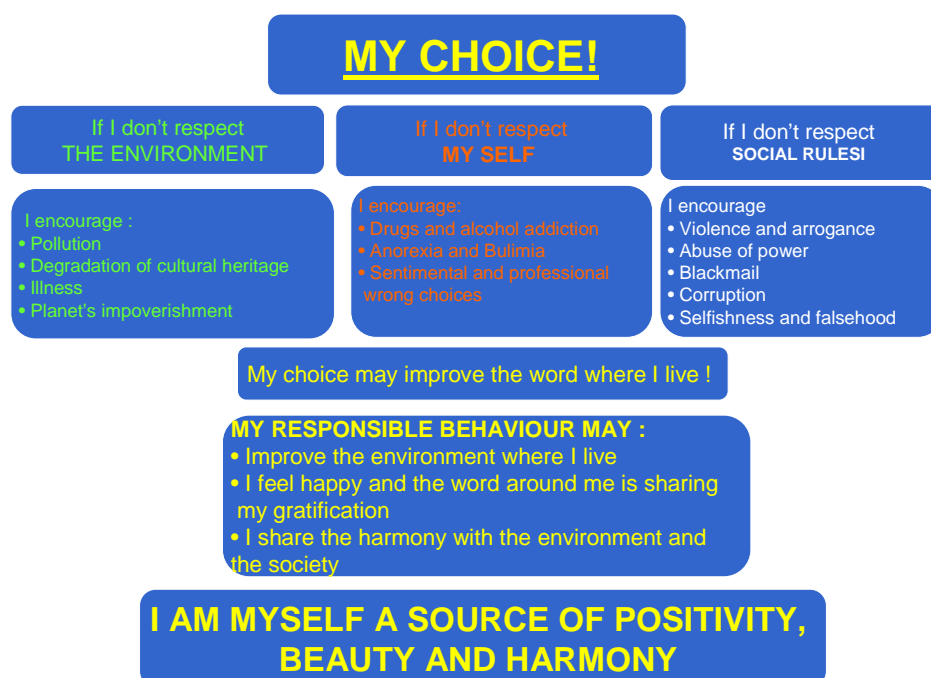 MY CHOICE!
If I don't respect
THE ENVIRONMENT
I encourage :
• Pollution
• Degradation of cultural heritage
• Illness
• Planet's impoverishment
If I don't respect
MY SELF
I encourage:
• Drugs and alcohol addiction
• Anorexia and Bulimia
• Sentimental and professional
wrong choices
If I don't respect
SOCIAL RULESI
I encourage
• Violence and arrogance
• Abuse of power
• Blackmail
• Corruption
• Selfishness and falsehood
My choice may improve the word where I live !
MY RESPONSIBLE BEHAVIOUR MAY :
• Improve the environment where I live
• I feel happy and the word around me is sharing
my gratification
• I share the harmony with the environment and
the society
I AM MYSELF A SOURCE OF POSITIVITY,
BEAUTY AND HARMONY